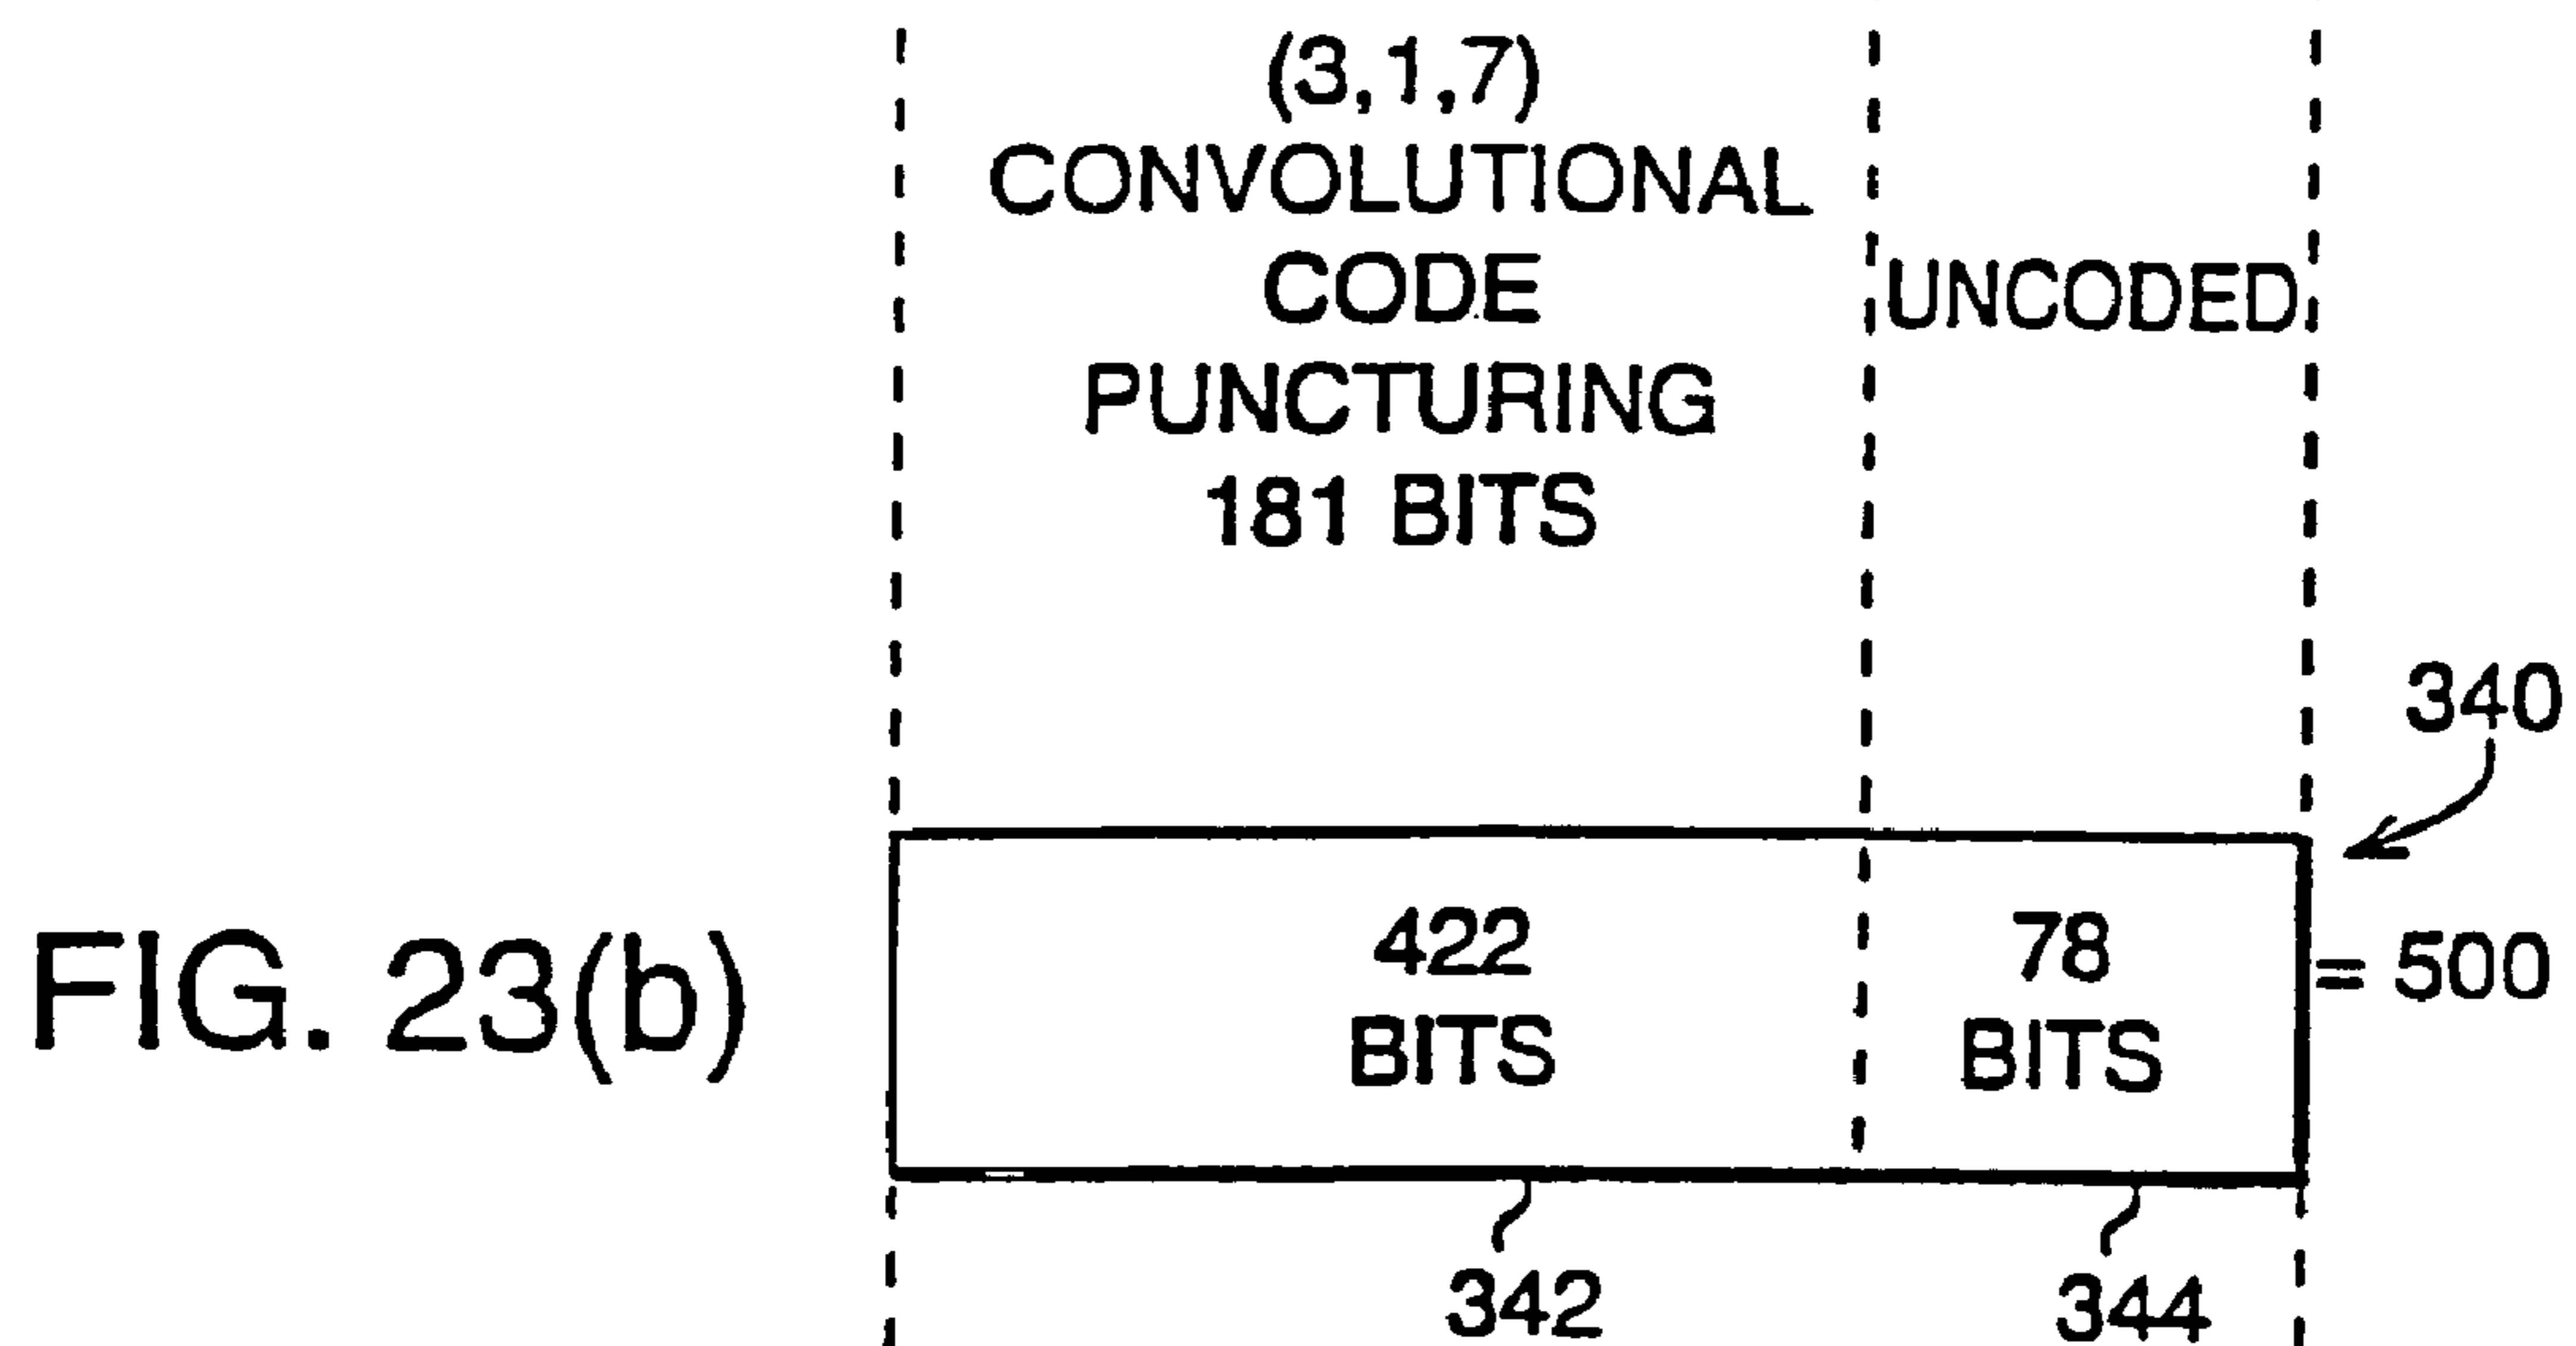 (3,1,7)
CONVOLUTIONAL
CODE
PUNCTURING
181 BITS
UNCODED
340
422
BITS
78
BITS
= 500
FIG. 23(b)
342
344